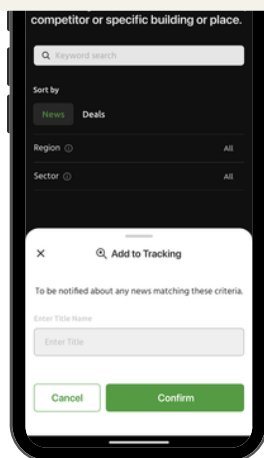 competitor or specific building or place.
Keyword search
Sort by
News Deals
Region All
Sector All
Add to Tracking
To be notified about any news matching these criteria.
Enter Title Name
Enter Title
Cancel Confirm